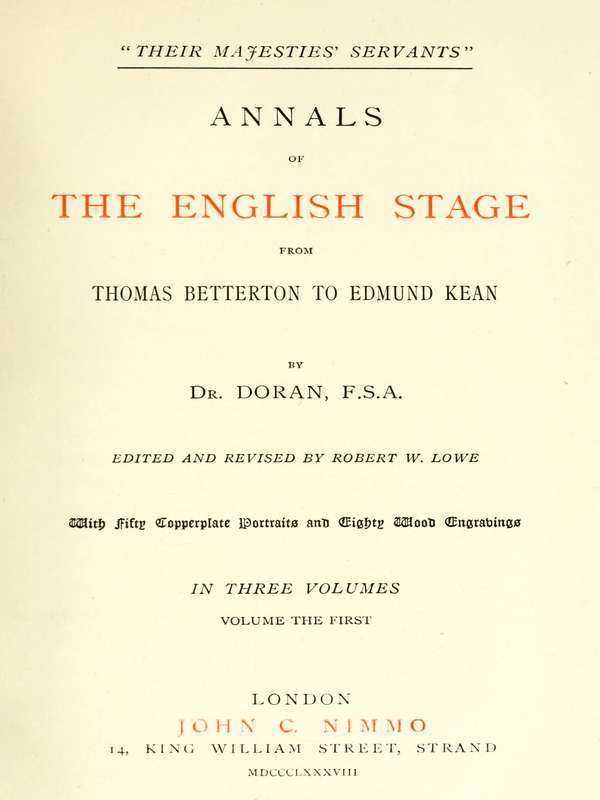 "THEIR MAJESTIES' SERVANTS"
ANNALS
OF
THE ENGLISH STAGE
FROM
THOMAS BETTERTON TO EDMUND KEAN
BY
DR. DORAN, F.S.A.
EDITED AND REVISED BY ROBERT W. LOWE
With Fifty Copperplate Portraits and Eighty Wood Engravings
IN THREE VOLUMES
VOLUME THE FIRST
LONDON
JOHN C. NIMMO
14, KING WILLIAM STREET, STRAND
MDCCCLXXXVIII